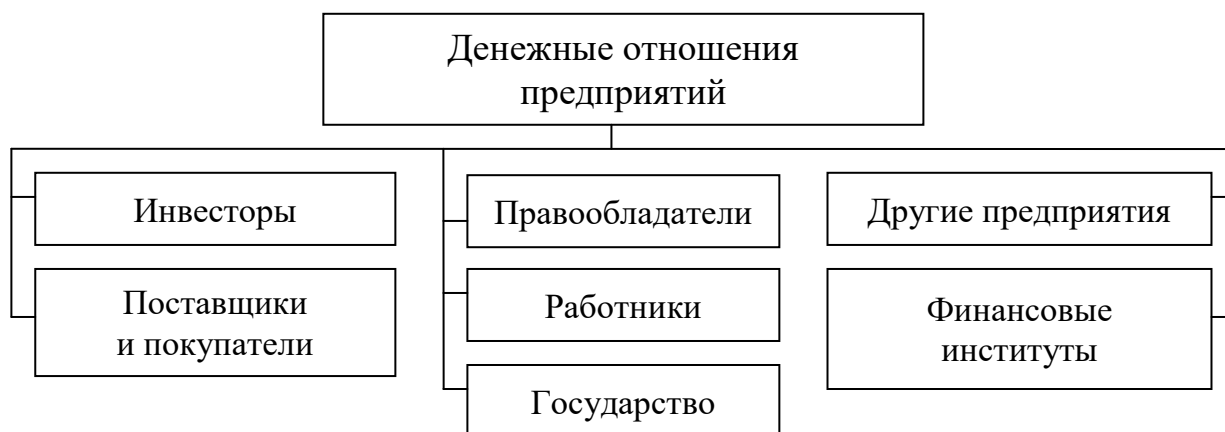 Денежные отношения
предприятий
Инвесторы
Правообладатели
Другие предприятия
Поставщики
и покупатели
Работники
Финансовые
институты
Государство